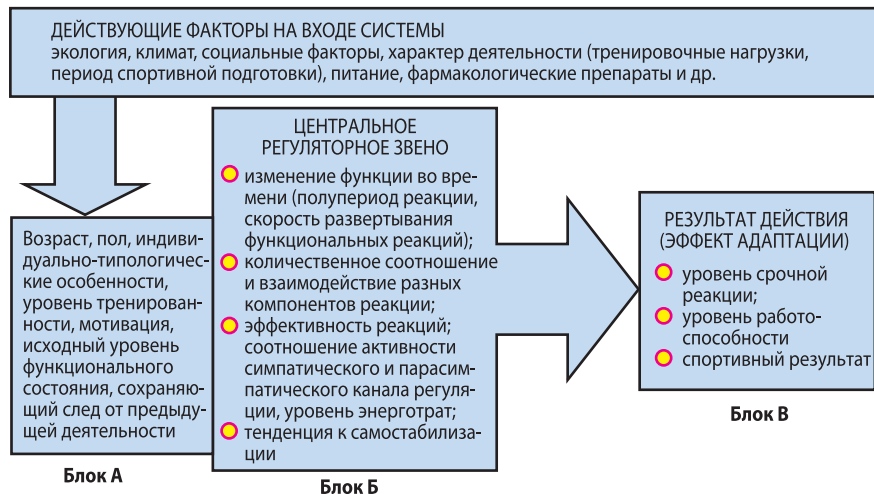 ДЕЙСТВУЮЩИЕ ФАКТОРЫ НА ВХОДЕ СИСТЕМЫ
экология, климат, социальные факторы, характер деятельности (тренировочные нагрузки,
период спортивной подготовки), питание, фармакологические препараты и др.
Возраст, пол, индиви-
дуально-типологичес-
кие особенности,
уровень тренирован-
ности, мотивация,
исходный уровень
функционального
состояния, сохраняю-
щий след от предыду-
щей деятельности
Блок А
ЦЕНТРАЛЬНОЕ
РЕГУЛЯТОРНОЕ ЗВЕНО
изменение функции во вре-
мени (полупериод реакции,
скорость развертывания
функциональных реакций);
количественное соотношение
и взаимодействие разных
компонентов реакции;
эффективность реакций;
соотношение активности
симпатического и парасим-
патического канала регуля-
ции, уровень энерготрат;
тенденция к самостабилиза-
ции
Блок Б
РЕЗУЛЬТАТ ДЕЙСТВИЯ
(ЭФФЕКТ АДАПТАЦИИ)
уровень срочной
реакции;
уровень работо-
способности
спортивный результат
Блок В